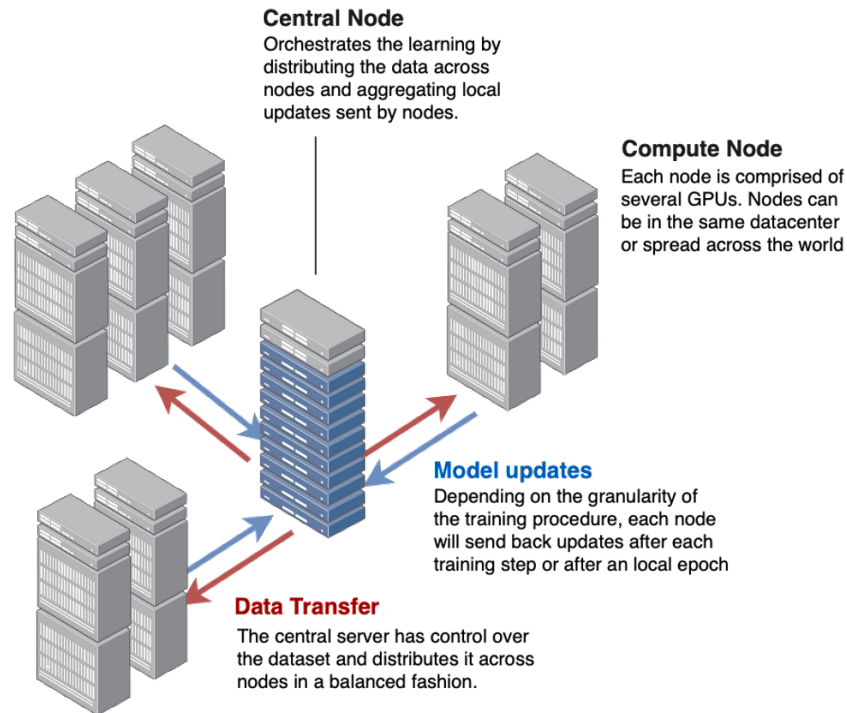 Central Node
Orchestrates the learning by
distributing the data across
nodes and aggregating local
updates sent by nodes.
Compute Node
Each node is comprised of
several GPUs. Nodes can
be in the same datacenter
or spread across the world
Model updates
Depending on the granularity of
the training procedure, each node
will send back updates after each
training step or after an local epoch
Data Transfer
The central server has control over
the dataset and distributes it across
nodes in a balanced fashion.